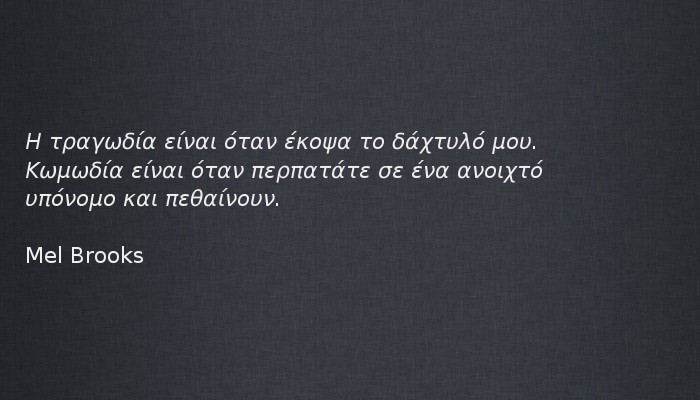 Η τραγωδία είναι όταν έκοψα το δάχτυλό μου.
Κωμωδία είναι όταν περπατάτε σε ένα ανοιχτό
υπόνομο και πεθαίνουν.
Mel Brooks